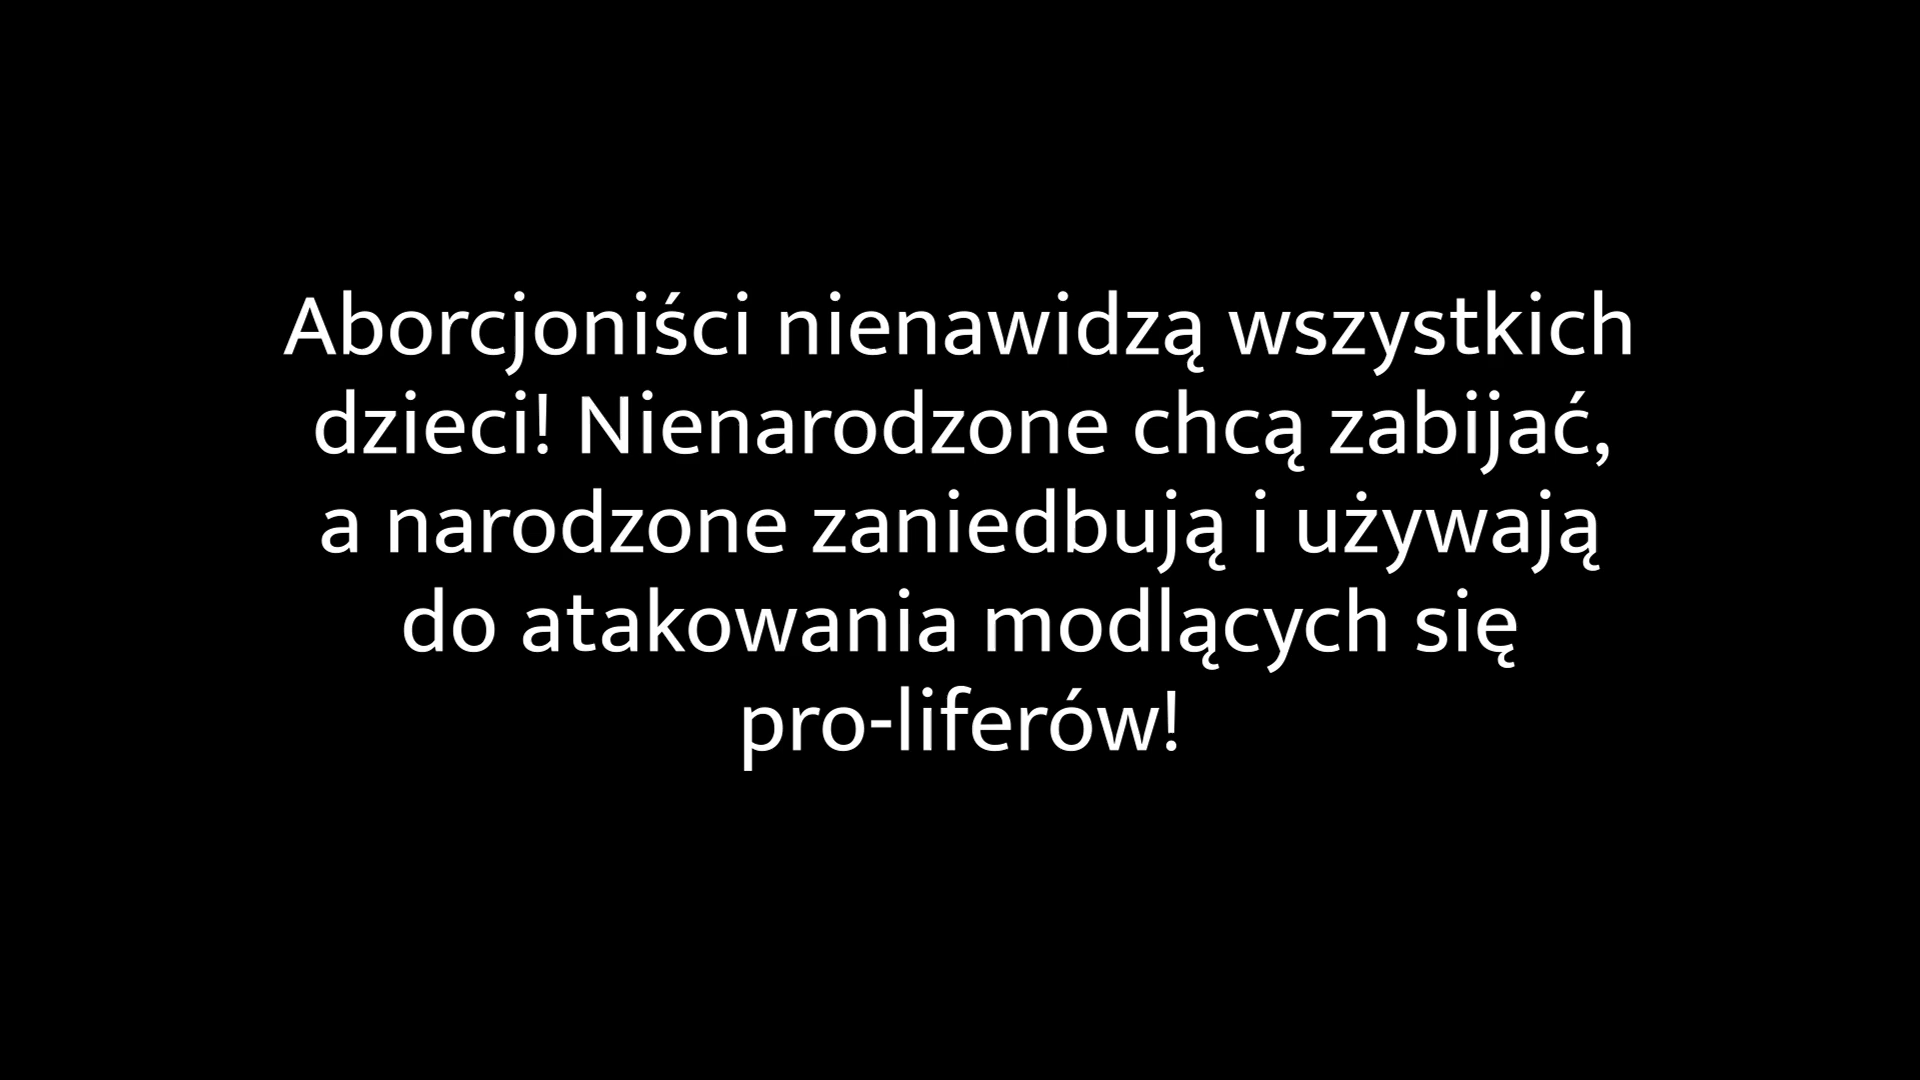 Aborcjoniści nienawidzą wszystkich
dzieci! Nienarodzone chcą zabijać,
a narodzone zaniedbują i używają
do atakowania modlących się
pro-liferów!